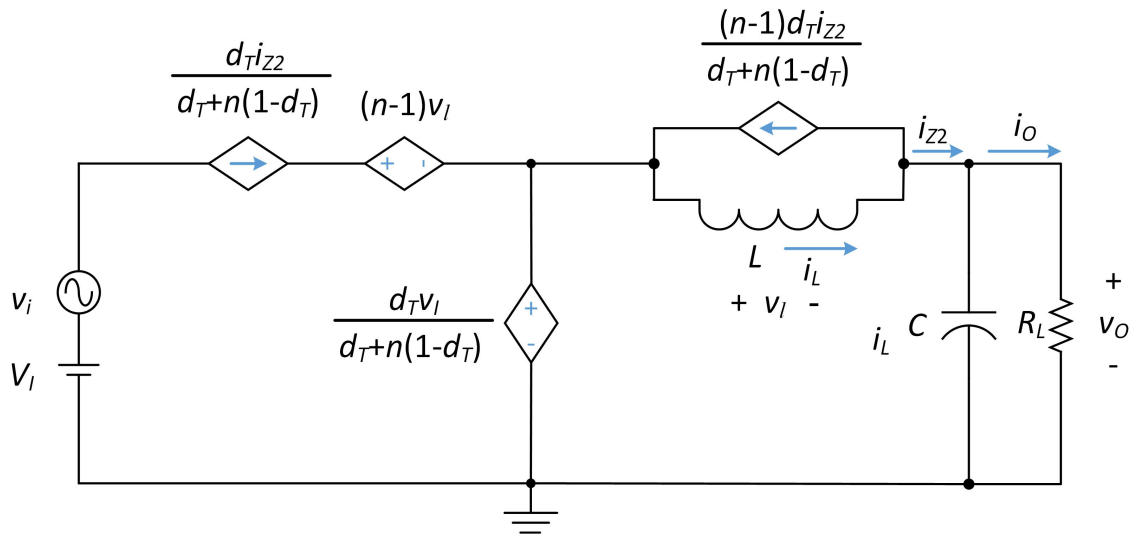 (n-1)d_T i_Z2
d_T+n(1-d_T)
d_T i_Z2
d_T+n(1-d_T)
(n-1)v_l
+ -
i_Z2
i_O
L
i_L
+ v_l -
v_i
V_I
d_T v_I
d_T+n(1-d_T)
+
-
i_L
C
R_L
+
v_O
-